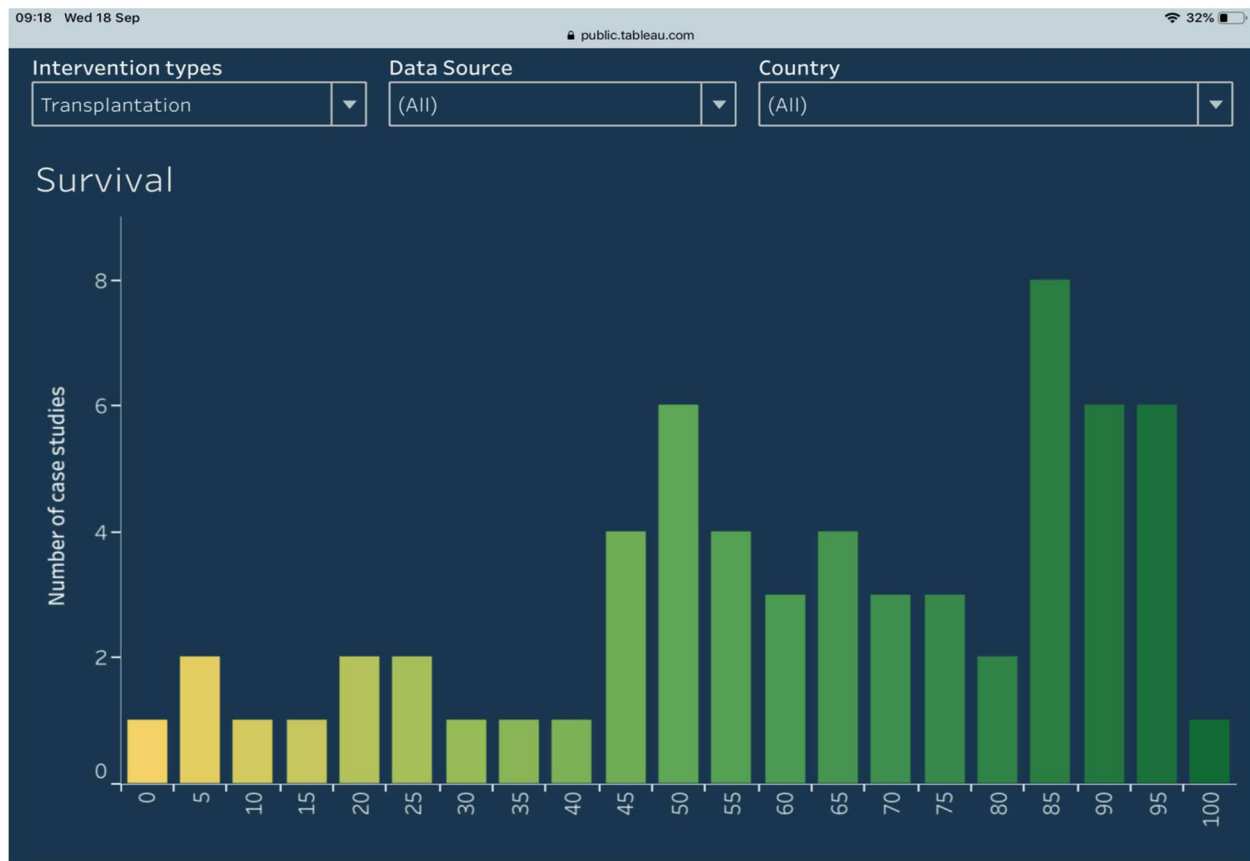 09:18 Wed 18 Sep
32%
public.tableau.com
Intervention types
Data Source
Country
Transplantation
(All)
(All)
Survival
Number of case studies
8
6
4
2
0
0 5 10 15 20 25 30 35 40 45 50 55 60 65 70 75 80 85 90 95 100